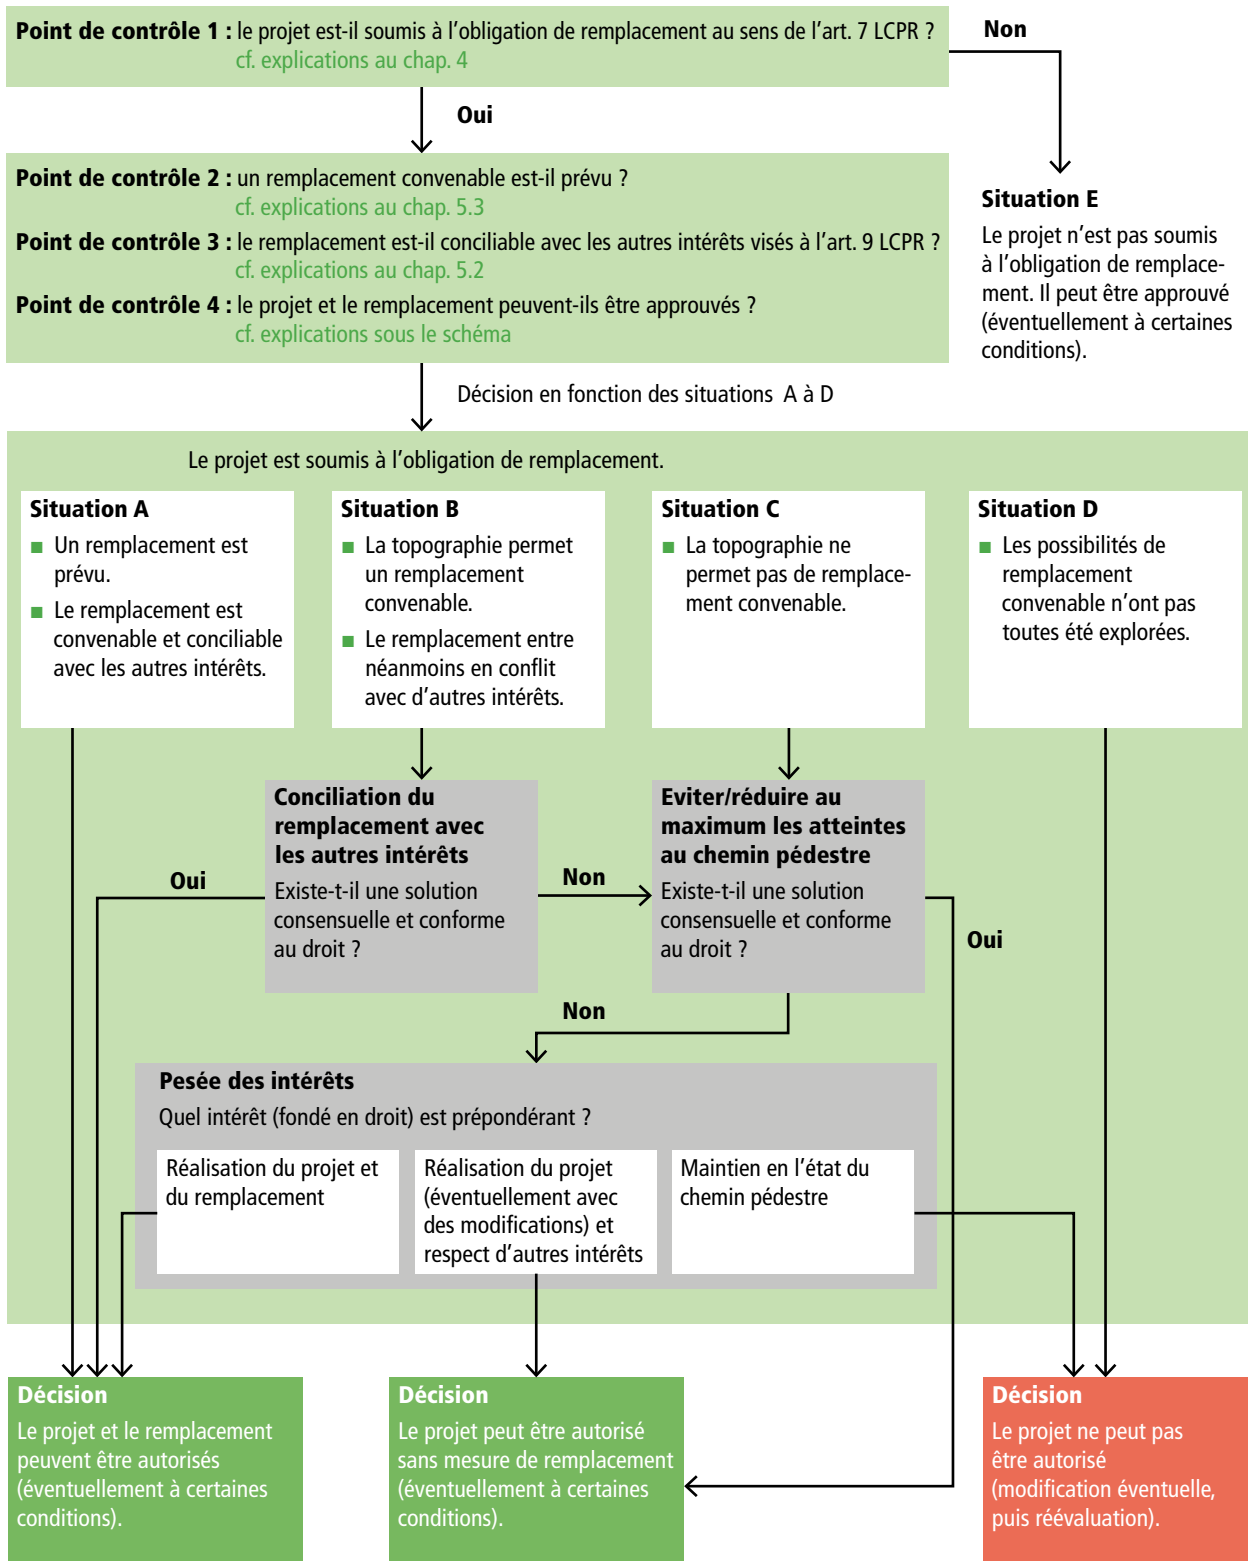 Point de contrôle 1 : le projet est-il soumis à l’obligation de remplacement au sens de l’art. 7 LCPR ?
cf. explications au chap. 4
Non
Oui
Point de contrôle 2 : un remplacement convenable est-il prévu ?
cf. explications au chap. 5.3
Point de contrôle 3 : le remplacement est-il conciliable avec les autres intérêts visés à l’art. 9 LCPR ?
cf. explications au chap. 5.2
Point de contrôle 4 : le projet et le remplacement peuvent-ils être approuvés ?
cf. explications sous le schéma
Situation E
Le projet n’est pas soumis
à l’obligation de remplace-
ment. Il peut être approuvé
(éventuellement à certaines
conditions).
Décision en fonction des situations A à D
Le projet est soumis à l’obligation de remplacement.
Situation A
■ Un remplacement est
prévu.
■ Le remplacement est
convenable et conciliable
avec les autres intérêts.
Situation B
■ La topographie permet
un remplacement
convenable.
■ Le remplacement entre
néanmoins en conflit
avec d’autres intérêts.
Situation C
■ La topographie ne
permet pas de remplace-
ment convenable.
Situation D
■ Les possibilités de
remplacement
convenable n’ont pas
toutes été explorées.
Conciliation du
remplacement avec
les autres intérêts
Existe-t-il une solution
consensuelle et conforme
au droit ?
Oui
Non
Eviter/réduire au
maximum les atteintes
au chemin pédestre
Existe-t-il une solution
consensuelle et conforme
au droit ?
Oui
Non
Pesée des intérêts
Quel intérêt (fondé en droit) est prépondérant ?
Réalisation du projet et
du remplacement
Réalisation du projet
(éventuellement avec
des modifications) et
respect d’autres intérêts
Maintien en l’état du
chemin pédestre
Décision
Le projet et le remplacement
peuvent être autorisés
(éventuellement à certaines
conditions).
Décision
Le projet peut être autorisé
sans mesure de remplacement
(éventuellement à certaines
conditions).
Décision
Le projet ne peut pas
être autorisé
(modification éventuelle,
puis réévaluation).